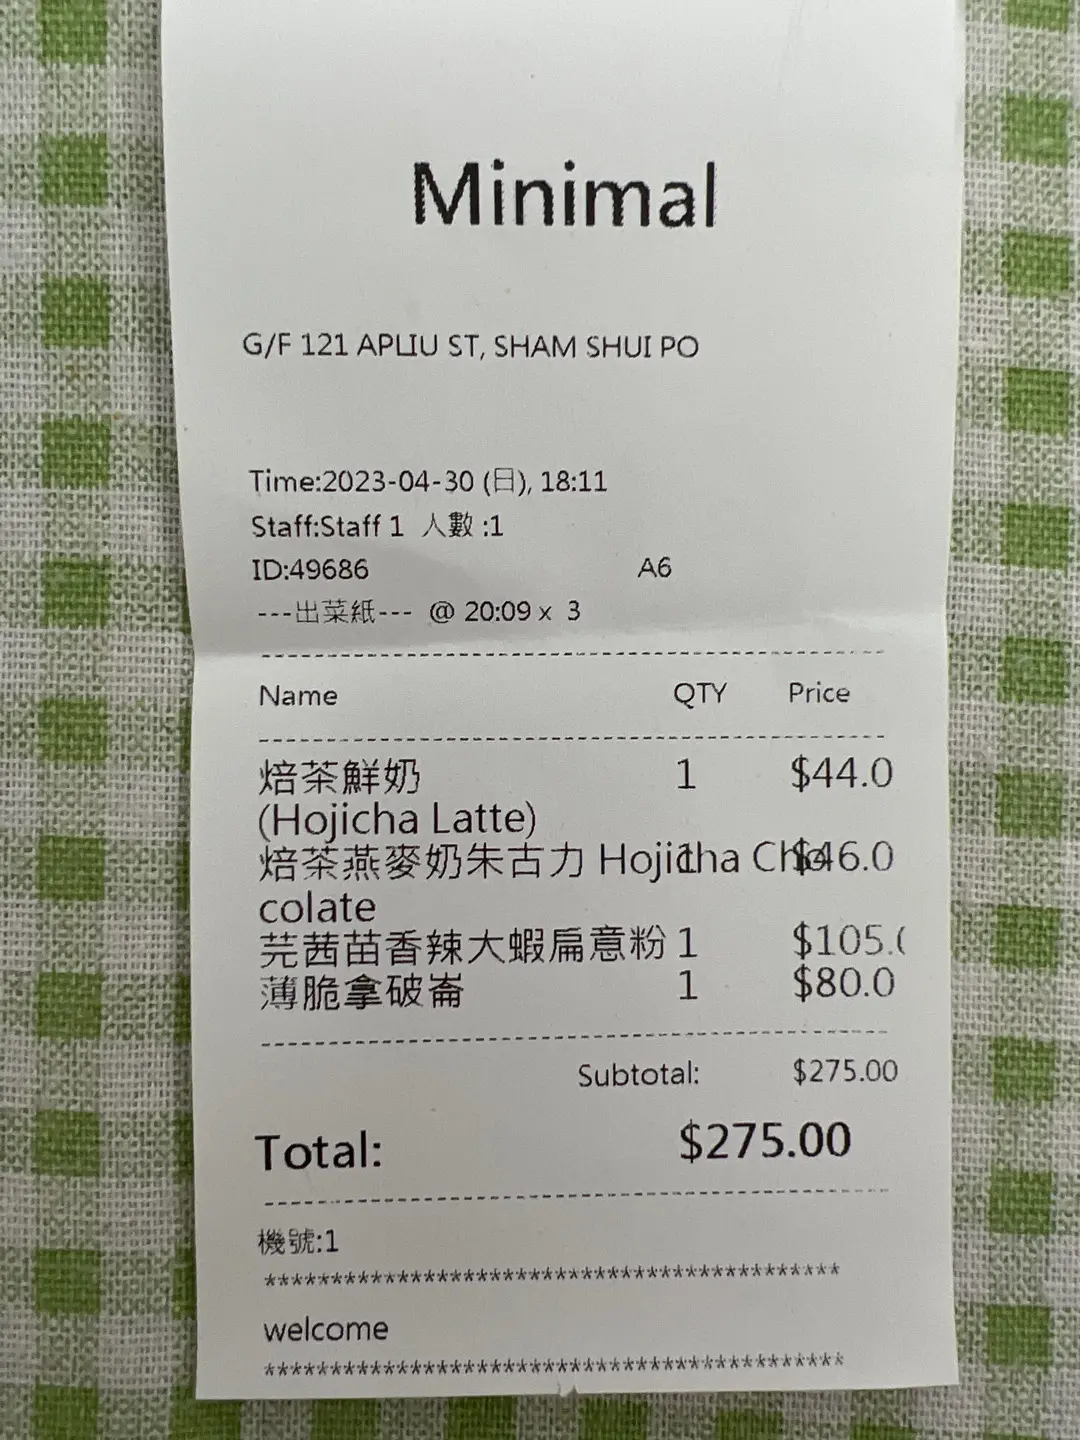 Minimal
G/F 121 APLIU ST, SHAM SHUI PO
Time:2023-04-30 (日), 18:11
Staff:Staff 1 人數 :1
ID:49686 A6
---出菜紙--- @ 20:09 x 3
Name QTY Price
焙茶鮮奶 1 $44.0
(Hojicha Latte)
焙茶燕麥奶朱古力 Hojicha Cho 1 $46.0
colate
芫茜苗香辣大蝦扁意粉 1 $105.0
薄脆拿破崙 1 $80.0
Subtotal: $275.00
Total: $275.00
機號:1
******************************************
welcome
******************************************